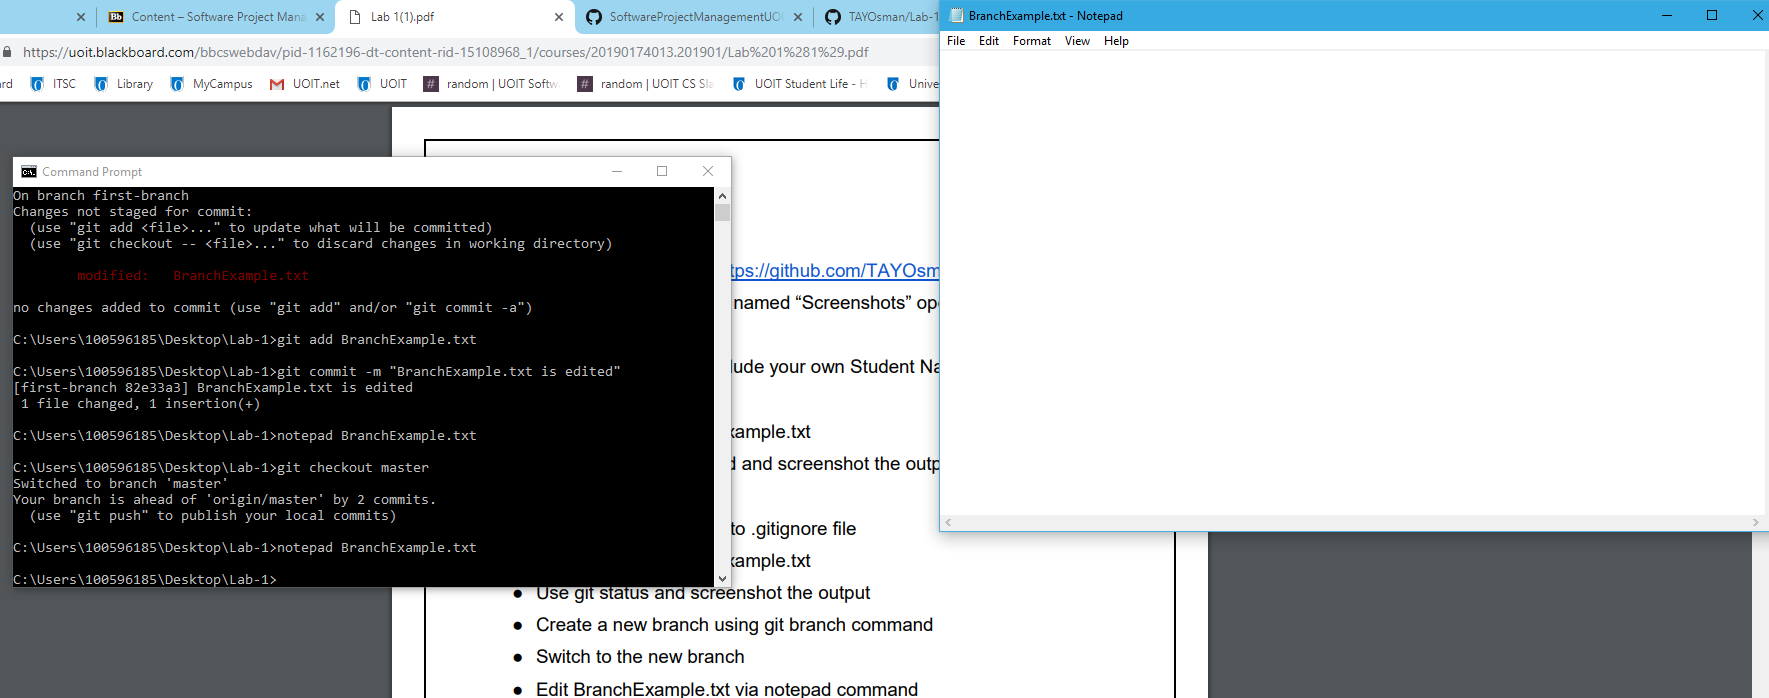 Content – Software Project Mana
Lab 1(1).pdf
SoftwareProjectManagementUO
TAYOsman/Lab-1
https://uoit.blackboard.com/bbcswebdav/pid-1162196-dt-content-rid-15108968_1/courses/20190174013.201901/Lab%201%281%29.pdf
rd ITSC Library MyCampus UOIT.net UOIT random | UOIT Softw random | UOIT CS Sla UOIT Student Life - H Unive
BranchExample.txt - Notepad
File Edit Format View Help
Command Prompt
On branch first-branch
Changes not staged for commit:
(use "git add <file>..." to update what will be committed)
(use "git checkout -- <file>..." to discard changes in working directory)
modified: BranchExample.txt
no changes added to commit (use "git add" and/or "git commit -a")
C:\Users\100596185\Desktop\Lab-1>git add BranchExample.txt
C:\Users\100596185\Desktop\Lab-1>git commit -m "BranchExample.txt is edited"
[first-branch 82e33a3] BranchExample.txt is edited
1 file changed, 1 insertion(+)
C:\Users\100596185\Desktop\Lab-1>notepad BranchExample.txt
C:\Users\100596185\Desktop\Lab-1>git checkout master
Switched to branch 'master'
Your branch is ahead of 'origin/master' by 2 commits.
(use "git push" to publish your local commits)
C:\Users\100596185\Desktop\Lab-1>notepad BranchExample.txt
C:\Users\100596185\Desktop\Lab-1>
tps://github.com/TAYOsm
named “Screenshots” ope
lude your own Student Na
xample.txt
d and screenshot the outp
to .gitignore file
xample.txt
● Use git status and screenshot the output
● Create a new branch using git branch command
● Switch to the new branch
● Edit BranchExample.txt via notepad command